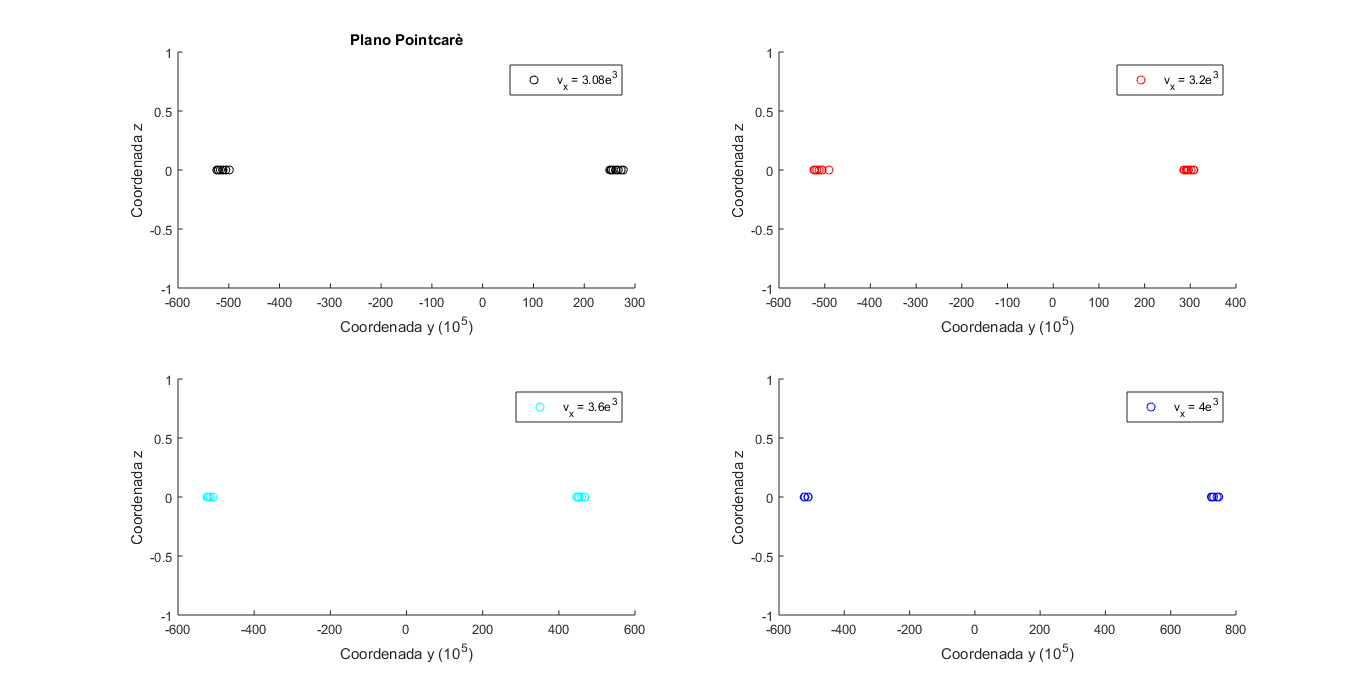 Plano Pointcarè
1
0.5
0
-0.5
-1
Coordenada z
v_x = 3.08e^3
-600 -500 -400 -300 -200 -100 0 100 200 300
Coordenada y (10^5)
1
0.5
0
-0.5
-1
Coordenada z
v_x = 3.2e^3
-600 -500 -400 -300 -200 -100 0 100 200 300 400
Coordenada y (10^5)
1
0.5
0
-0.5
-1
Coordenada z
v_x = 3.6e^3
-600 -400 -200 0 200 400 600
Coordenada y (10^5)
1
0.5
0
-0.5
-1
Coordenada z
v_x = 4e^3
-600 -400 -200 0 200 400 600 800
Coordenada y (10^5)